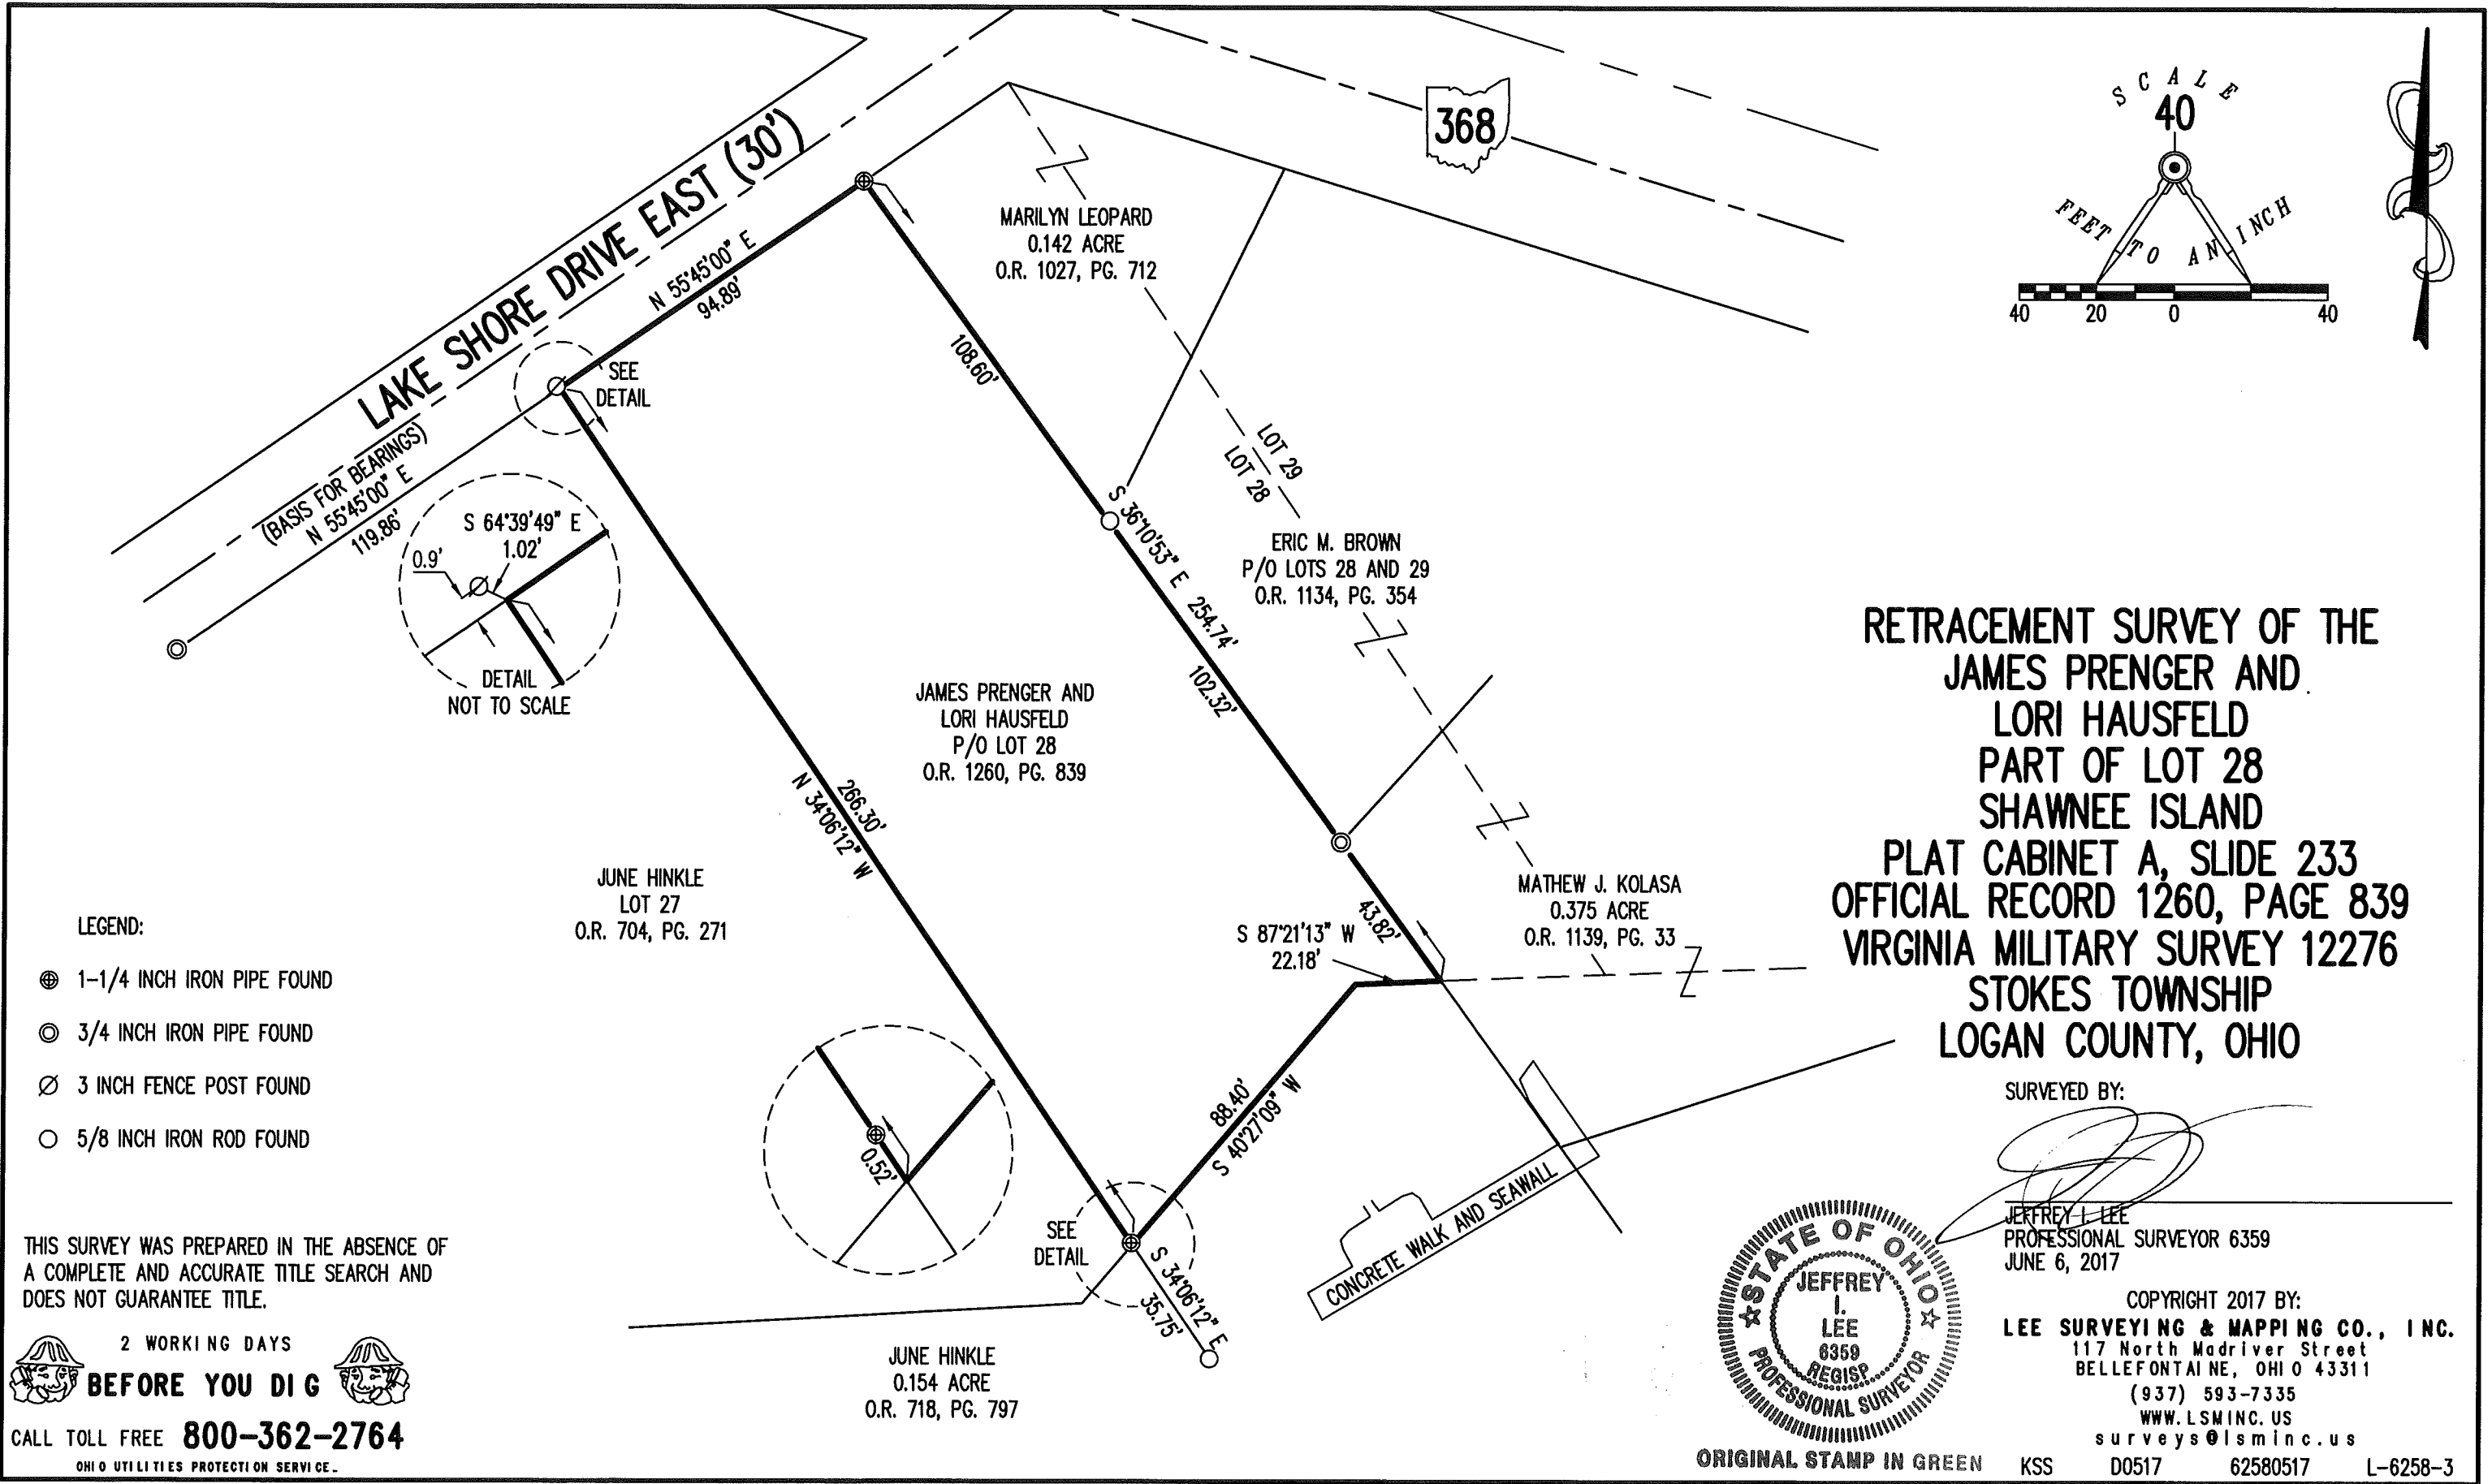 LAKE SHORE DRIVE EAST (30')
(BASIS FOR BEARINGS)
N 55°45'00" E
119.86'
N 55°45'00" E
94.89'
SEE
DETAIL
S 64°39'49" E
1.02'
0.9'
DETAIL
NOT TO SCALE
368
MARILYN LEOPARD
0.142 ACRE
O.R. 1027, PG. 712
108.60'
LOT 29
LOT 28
S 36°10'53" E 254.74'
102.32'
ERIC M. BROWN
P/O LOTS 28 AND 29
O.R. 1134, PG. 354
JAMES PRENGER AND
LORI HAUSFELD
P/O LOT 28
O.R. 1260, PG. 839
266.30'
N 34°06'12" W
JUNE HINKLE
LOT 27
O.R. 704, PG. 271
MATHEW J. KOLASA
0.375 ACRE
O.R. 1139, PG. 33
43.82'
S 87°21'13" W
22.18'
88.40'
S 40°27'09" W
0.52'
SEE
DETAIL
S 34°06'12" E
35.75'
CONCRETE WALK AND SEAWALL
JUNE HINKLE
0.154 ACRE
O.R. 718, PG. 797
LEGEND:
1-1/4 INCH IRON PIPE FOUND
3/4 INCH IRON PIPE FOUND
3 INCH FENCE POST FOUND
5/8 INCH IRON ROD FOUND
THIS SURVEY WAS PREPARED IN THE ABSENCE OF
A COMPLETE AND ACCURATE TITLE SEARCH AND
DOES NOT GUARANTEE TITLE.
2 WORKING DAYS
BEFORE YOU DIG
CALL TOLL FREE 800-362-2764
OHIO UTILITIES PROTECTION SERVICE.
SCALE
40
FEET TO AN INCH
40 20 0 40
RETRACEMENT SURVEY OF THE
JAMES PRENGER AND
LORI HAUSFELD
PART OF LOT 28
SHAWNEE ISLAND
PLAT CABINET A, SLIDE 233
OFFICIAL RECORD 1260, PAGE 839
VIRGINIA MILITARY SURVEY 12276
STOKES TOWNSHIP
LOGAN COUNTY, OHIO
SURVEYED BY:
JEFFREY I. LEE
PROFESSIONAL SURVEYOR 6359
JUNE 6, 2017
STATE OF OHIO
JEFFREY
I.
LEE
6359
REGISP
PROFESSIONAL SURVEYOR
ORIGINAL STAMP IN GREEN
COPYRIGHT 2017 BY:
LEE SURVEYING & MAPPING CO., INC.
117 North Madriver Street
BELLEFONTAINE, OHIO 43311
(937) 593-7335
WWW.LSMINC.US
surveys@lsminc.us
KSS D0517 62580517 L-6258-3